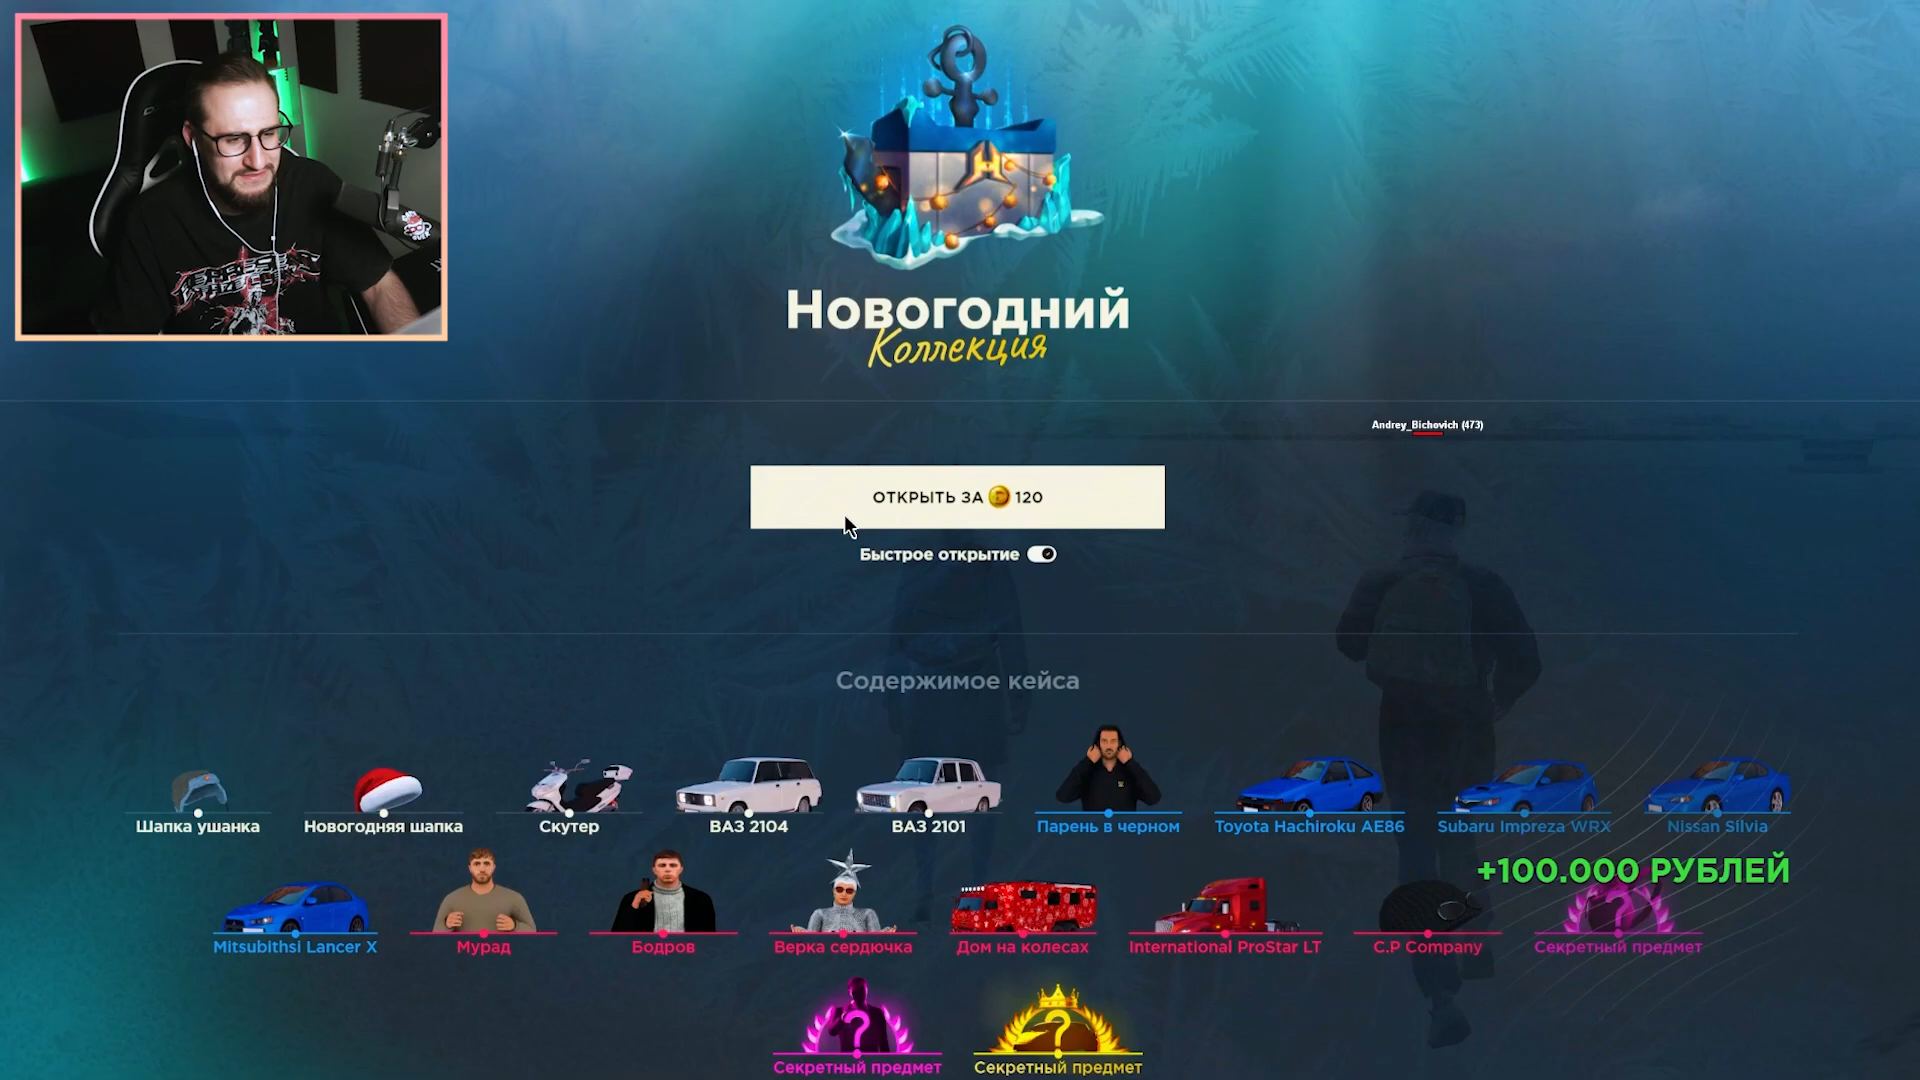 Новогодний
Коллекция
Andrey_Bichovich (473)
ОТКРЫТЬ ЗА 120
Быстрое открытие
Содержимое кейса
Шапка ушанка
Новогодняя шапка
Скутер
ВАЗ 2104
ВАЗ 2101
Парень в черном
Toyota Hachiroku AE86
Subaru Impreza WRX
Nissan Silvia
+100.000 РУБЛЕЙ
Mitsubithsi Lancer X
Мурад
Бодров
Верка сердючка
Дом на колесах
International ProStar LT
C.P Company
Секретный предмет
Секретный предмет
Секретный предмет